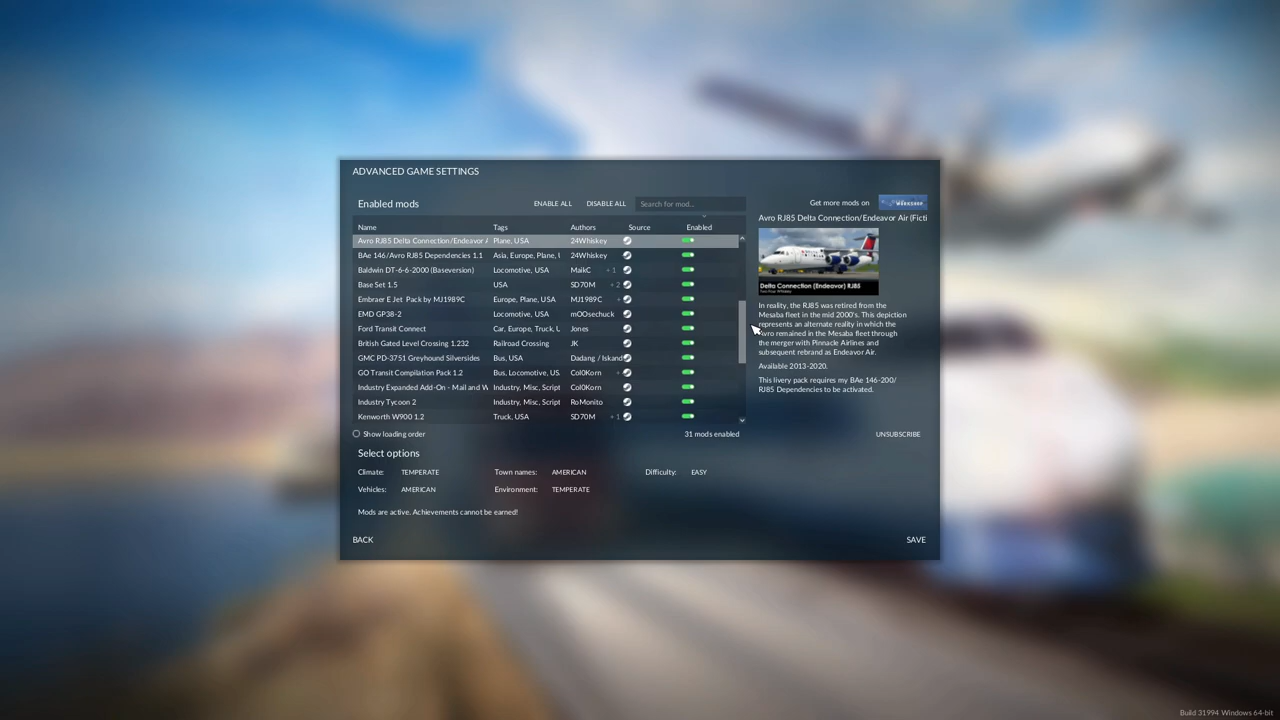 ADVANCED GAME SETTINGS
Enabled mods ENABLE ALL DISABLE ALL Search for mod... Get more mods on WORKSHOP
Avro RJ85 Delta Connection/Endeavor Air (Ficti
Name Tags Authors Source Enabled
Avro RJ85 Delta Connection/Endeavor A Plane, USA 24Whiskey
BAe 146/Avro RJ85 Dependencies 1.1 Asia, Europe, Plane, U 24Whiskey
Baldwin DT-6-6-2000 (Baseversion) Locomotive, USA MaikC + 1
Base Set 1.5 USA SD70M + 2
Embraer E Jet Pack by MJ1989C Europe, Plane, USA MJ1989C +
EMD GP38-2 Locomotive, USA mOOsechuck
Ford Transit Connect Car, Europe, Truck, U Jones
British Gated Level Crossing 1.232 Railroad Crossing JK
GMC PD-3751 Greyhound Silversides Bus, USA Dadang / Iskand
GO Transit Compilation Pack 1.2 Bus, Locomotive, US. Col0Korn +
Industry Expanded Add-On - Mail and W Industry, Misc, Script Col0Korn
Industry Tycoon 2 Industry, Misc, Script RoMonito
Kenworth W900 1.2 Truck, USA SD70M + 1
Delta Connection (Endeavor) RJ85
In reality, the RJ85 was retired from the
Mesaba fleet in the mid 2000's. This depiction
represents an alternate reality in which the
Avro remained in the Mesaba fleet through
the merger with Pinnacle Airlines and
subsequent rebrand as Endeavor Air.
Available 2013-2020.
This livery pack requires my BAe 146-200/
RJ85 Dependencies to be activated.
Show loading order 31 mods enabled UNSUBSCRIBE
Select options
Climate: TEMPERATE Town names: AMERICAN Difficulty: EASY
Vehicles: AMERICAN Environment: TEMPERATE
Mods are active, Achievements cannot be earned!
BACK SAVE
Build 31994 Windows 64-bit